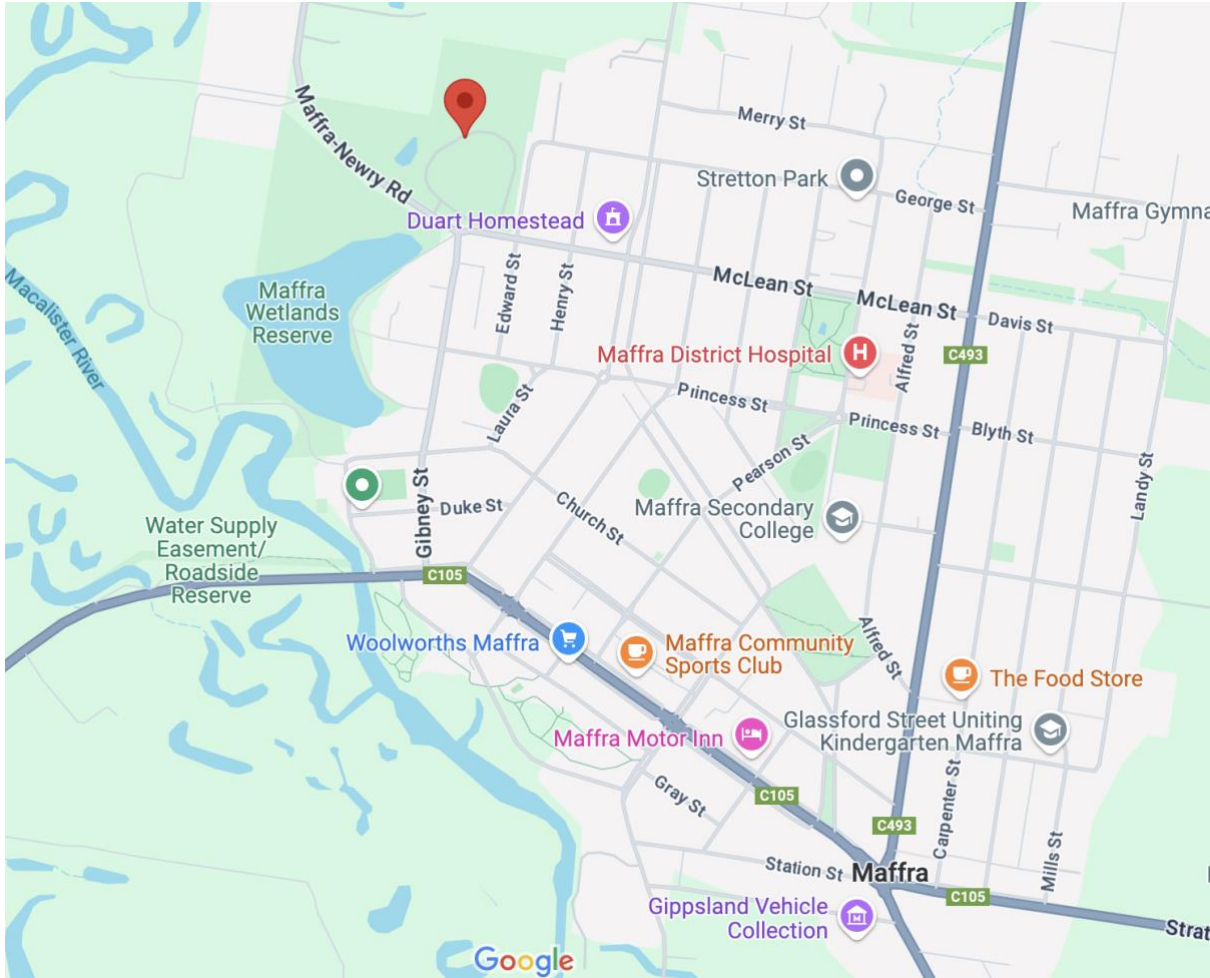 Maffra-Newry Rd
Merry St
Stretton Park
George St
Maffra Gymna
Duart Homestead
McLean St
McLean St
Davis St
Macalister River
Maffra
Wetlands
Reserve
Edward St
Henry St
Maffra District Hospital
Alfred St
C493
Princess St
Princess St
Blyth St
Laura St
Pearson St
Landy St
Gibney St
Duke St
Church St
Maffra Secondary
College
Water Supply
Easement/
Roadside
Reserve
C105
Woolworths Maffra
Maffra Community
Sports Club
Alfred St
The Food Store
Maffra Motor Inn
Glassford Street Uniting
Kindergarten Maffra
Gray St
C105
C493
Carpenter St
Mills St
Station St
Maffra
C105
Gippsland Vehicle
Collection
Strat
Google
H